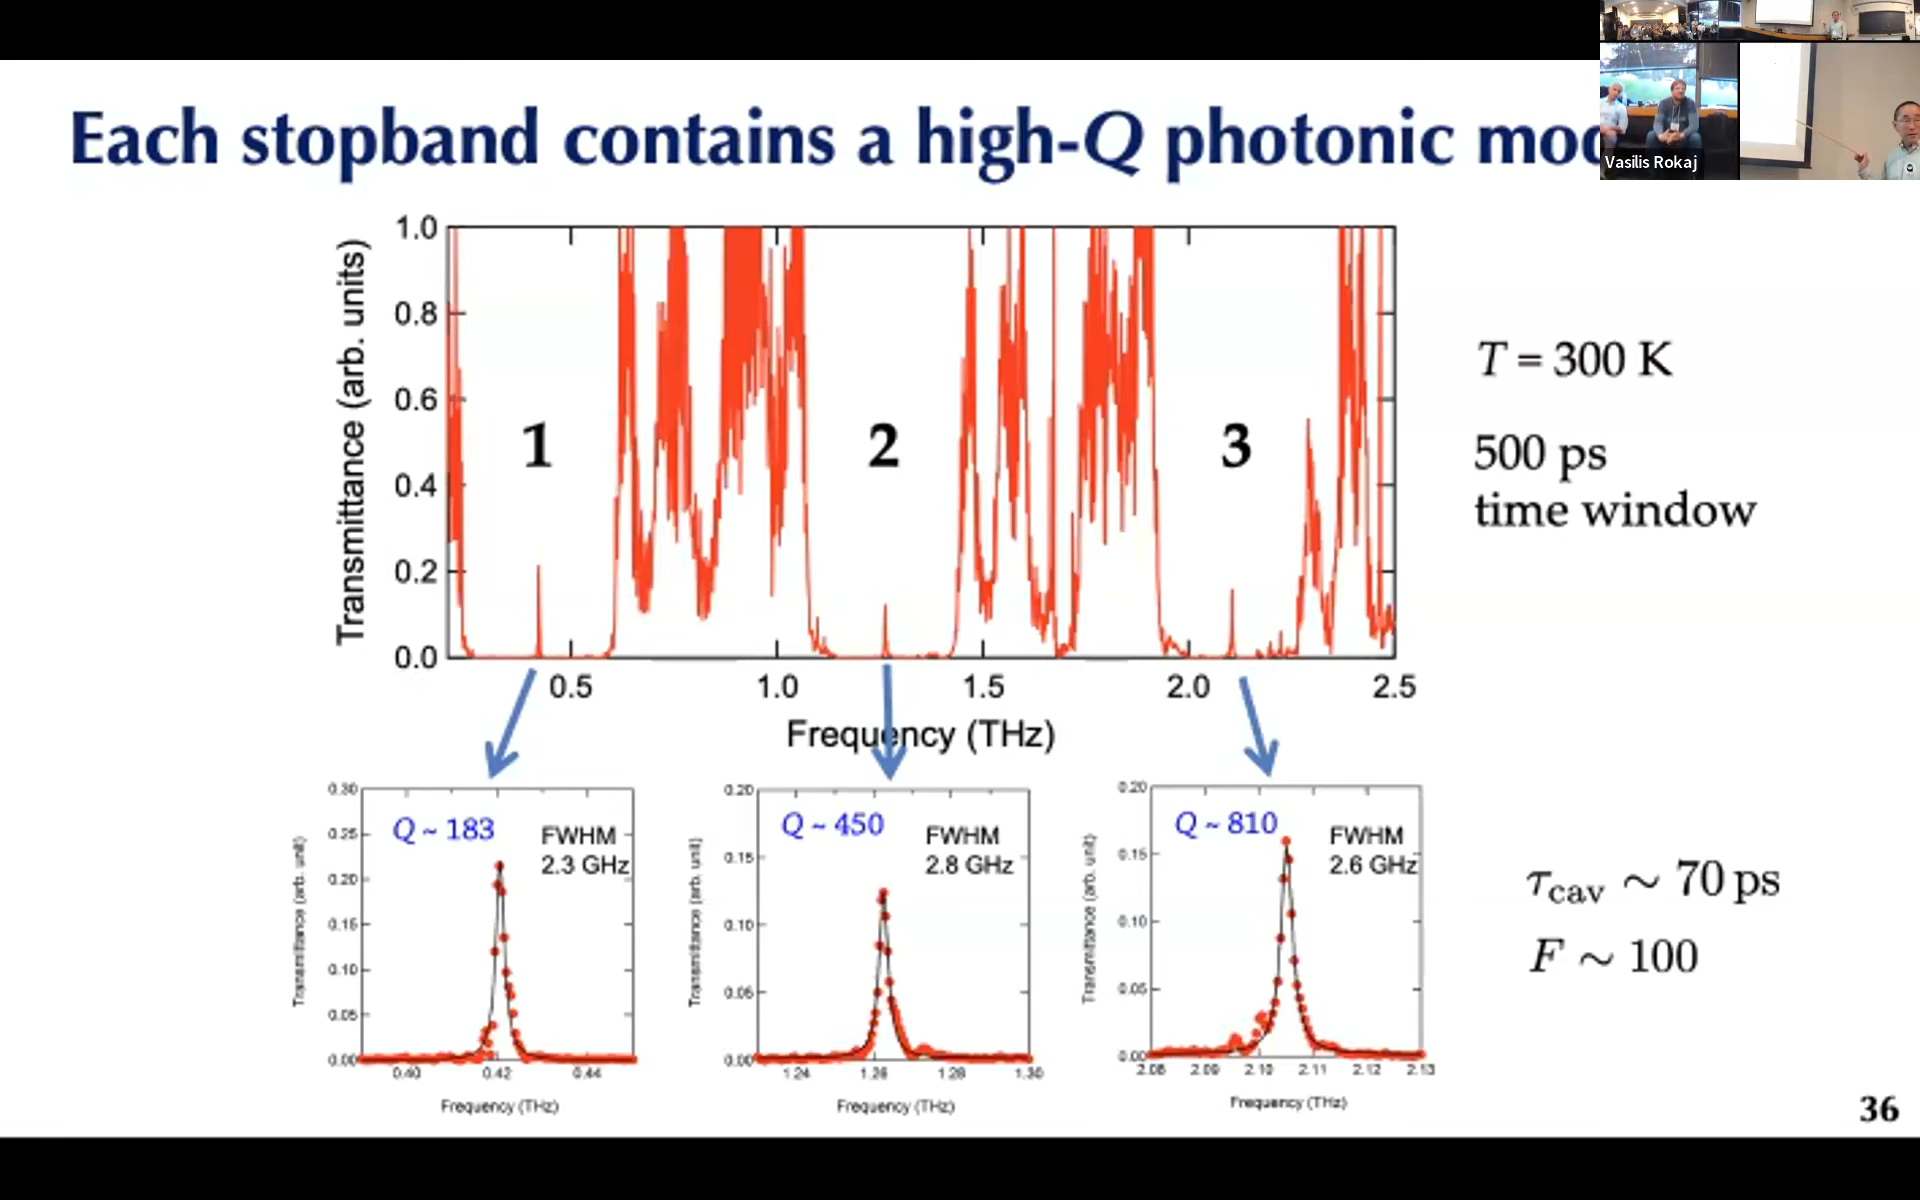 Each stopband contains a high-Q photonic mod
Vasilis Rokaj
Transmittance (arb. units)
1.0
0.8
0.6
0.4
0.2
0.0
1
2
3
0.5
1.0
1.5
2.0
2.5
Frequency (THz)
T = 300 K
500 ps
time window
Transmittance (arb. unit)
0.30
0.25
0.20
0.15
0.10
0.05
0.00
Q ~ 183
FWHM
2.3 GHz
0.40
0.42
0.44
Frequency (THz)
Transmittance (arb. unit)
0.20
0.15
0.10
0.05
0.00
Q ~ 450
FWHM
2.8 GHz
1.24
1.26
1.28
1.30
Frequency (THz)
Transmittance (arb. unit)
0.20
0.15
0.10
0.05
0.00
Q ~ 810
FWHM
2.6 GHz
2.08
2.09
2.10
2.11
2.12
2.13
Frequency (THz)
τcav ∼ 70 ps
F ∼ 100
36